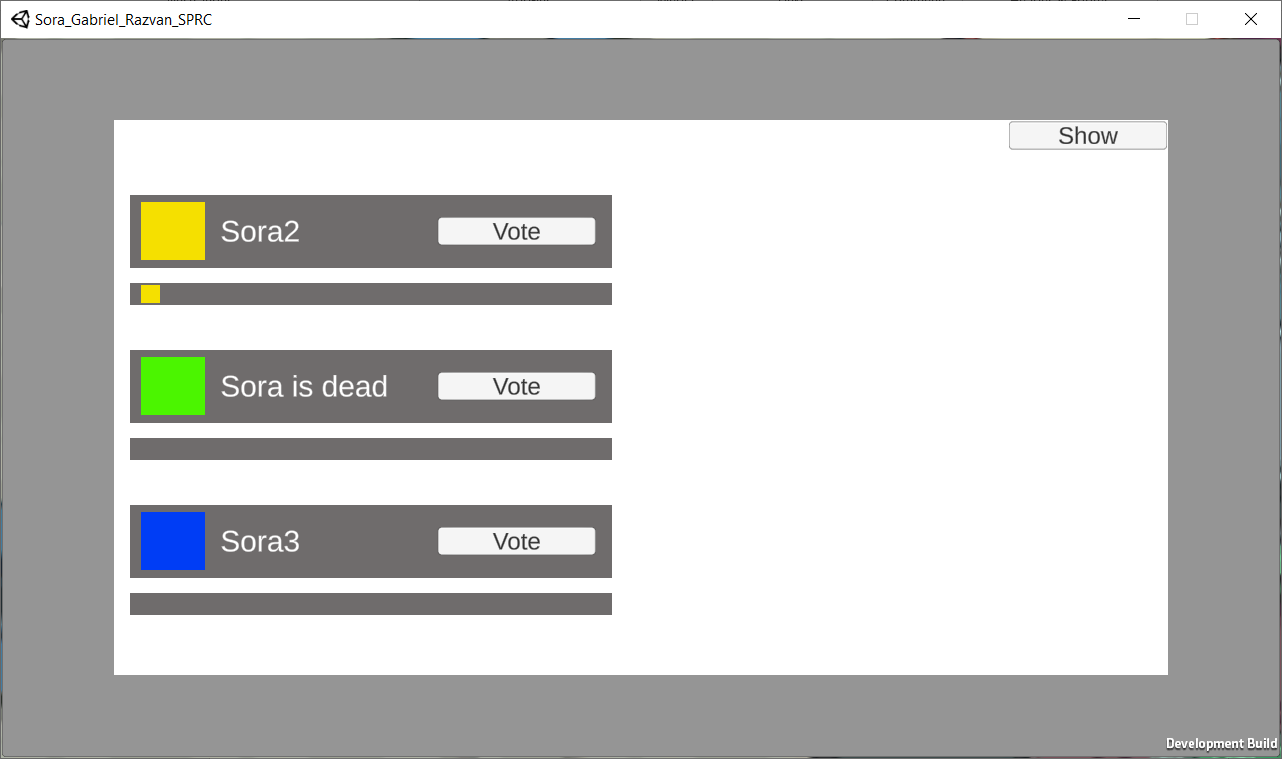 Sora_Gabriel_Razvan_SPRC
Show
Sora2
Vote
Sora is dead
Vote
Sora3
Vote
Development Build